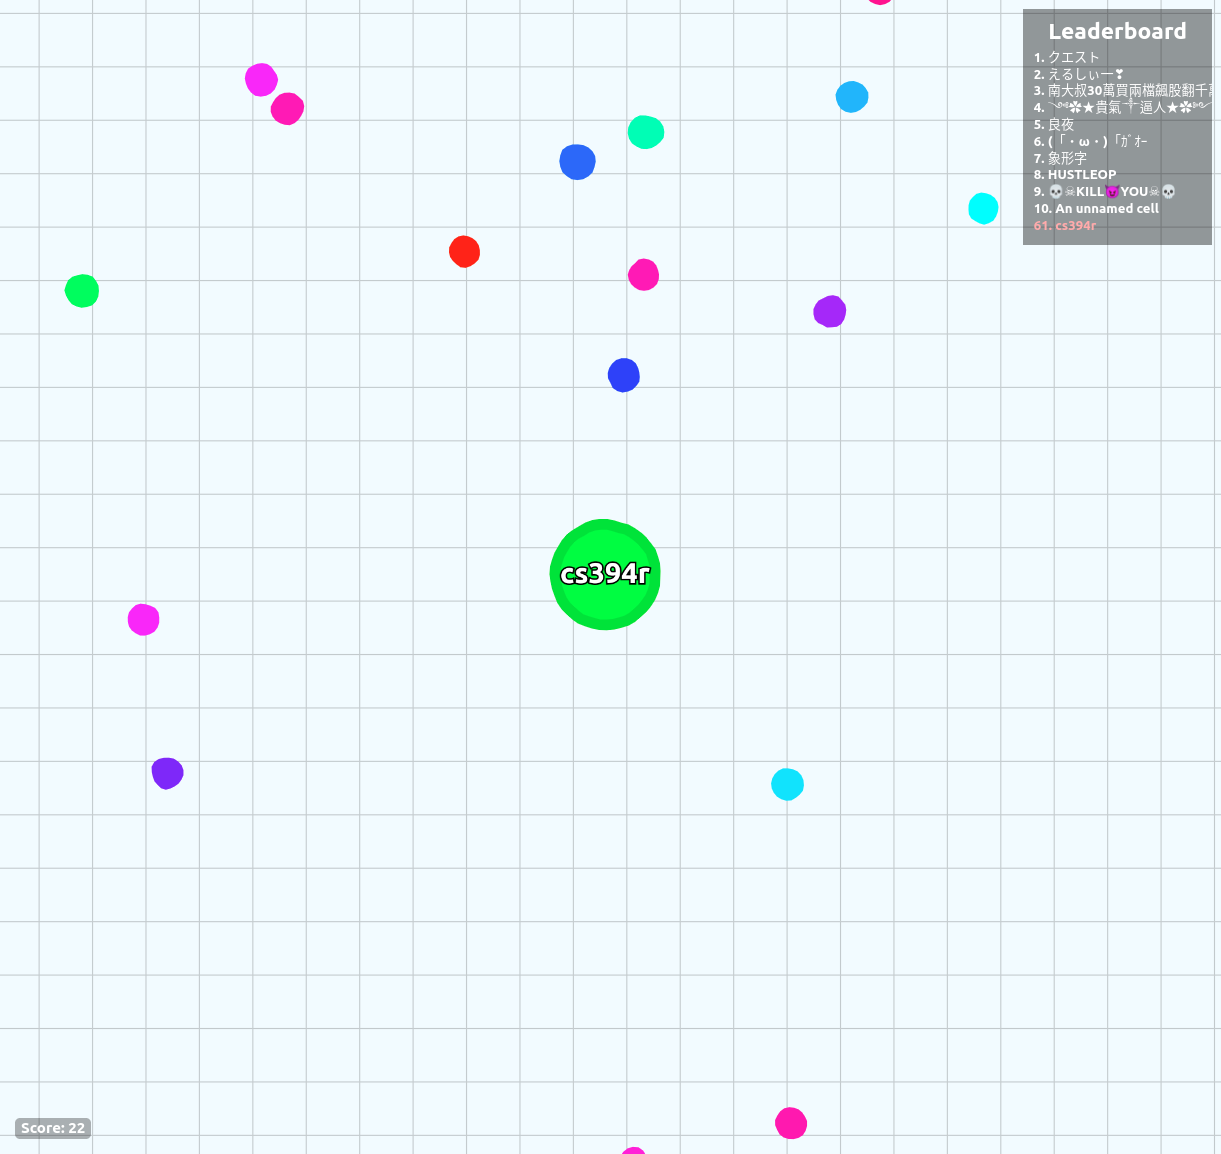 Leaderboard
1. クエスト
2. えるしぃー❣
3. 南大叔30萬買兩檔飆股翻千萬
4. ༺✿★貴氣༒逼人★✿༻
5. 良夜
6. (「・ω・)「ｶﾞｵｰ
7. 象形字
8. HUSTLEOP
9. 💀☠KILL😈YOU☠💀
10. An unnamed cell
61. cs394r
cs394r
Score: 22